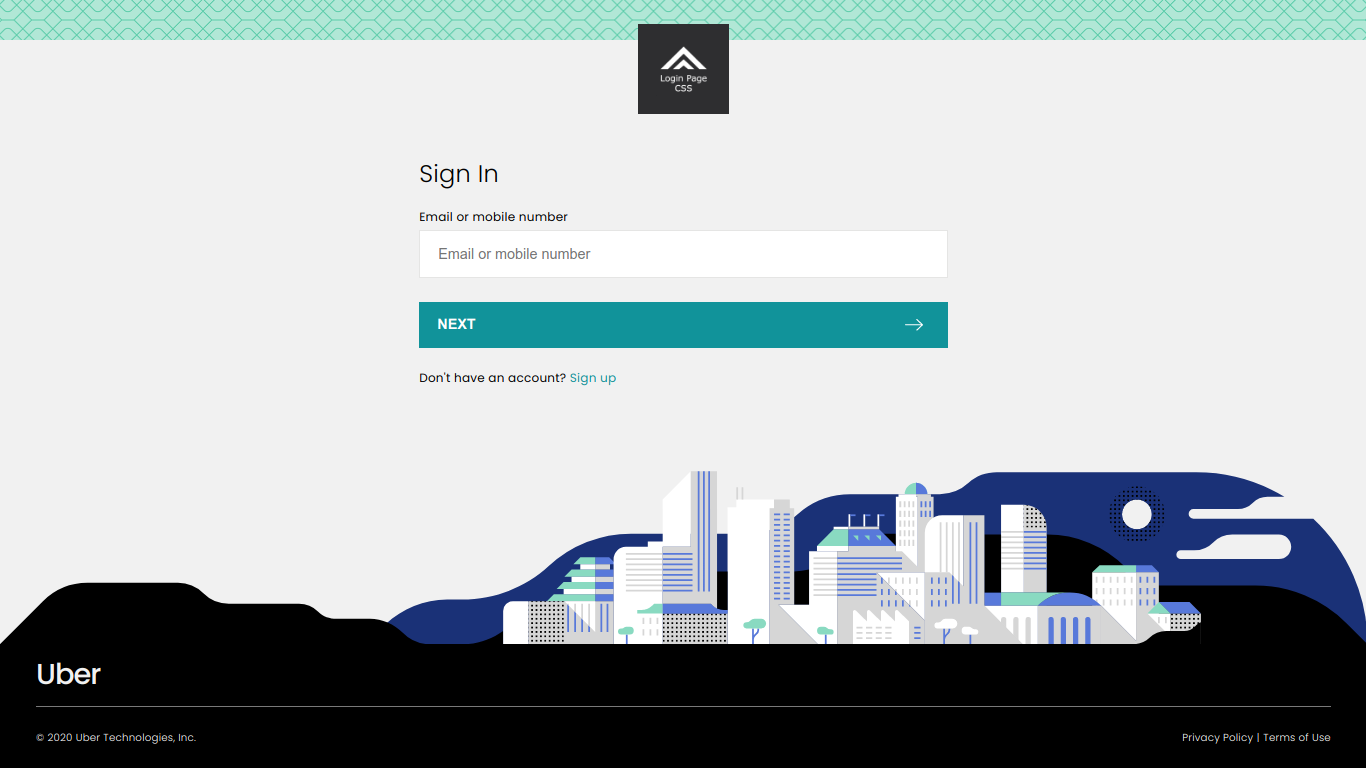 Login Page
CSS
Sign In
Email or mobile number
Email or mobile number
NEXT
Don't have an account? Sign up
Uber
© 2020 Uber Technologies, Inc.
Privacy Policy | Terms of Use